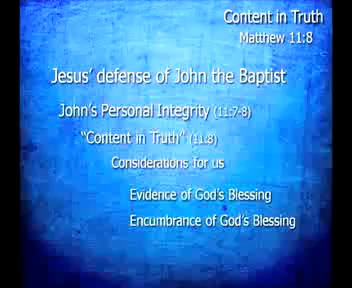 Content in Truth
Matthew 11:8
Jesus' defense of John the Baptist
John's Personal Integrity (11:7-8)
"Content in Truth" (11:8)
Considerations for us
Evidence of God's Blessing
Encumbrance of God's Blessing